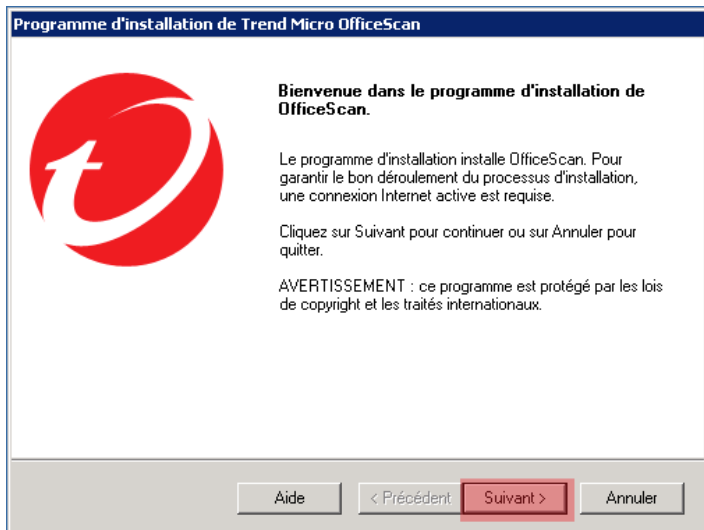 Programme d'installation de Trend Micro OfficeScan
Bienvenue dans le programme d'installation de
OfficeScan.
Le programme d'installation installe OfficeScan. Pour
garantir le bon déroulement du processus d'installation,
une connexion Internet active est requise.
Cliquez sur Suivant pour continuer ou sur Annuler pour
quitter.
AVERTISSEMENT : ce programme est protégé par les lois
de copyright et les traités internationaux.
Aide
< Précédent
Suivant >
Annuler